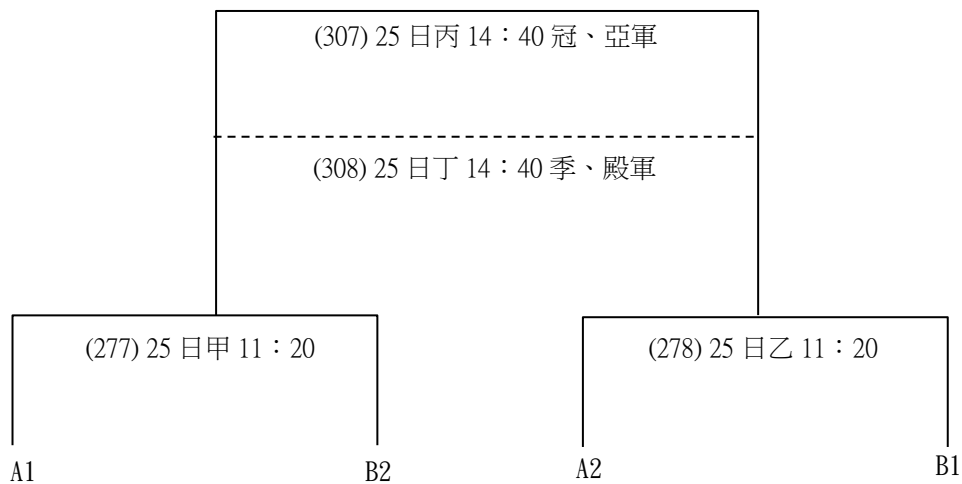 (307) 25 日丙 14：40 冠、亞軍
(308) 25 日丁 14：40 季、殿軍
(277) 25 日甲 11：20
(278) 25 日乙 11：20
A1
B2
A2
B1